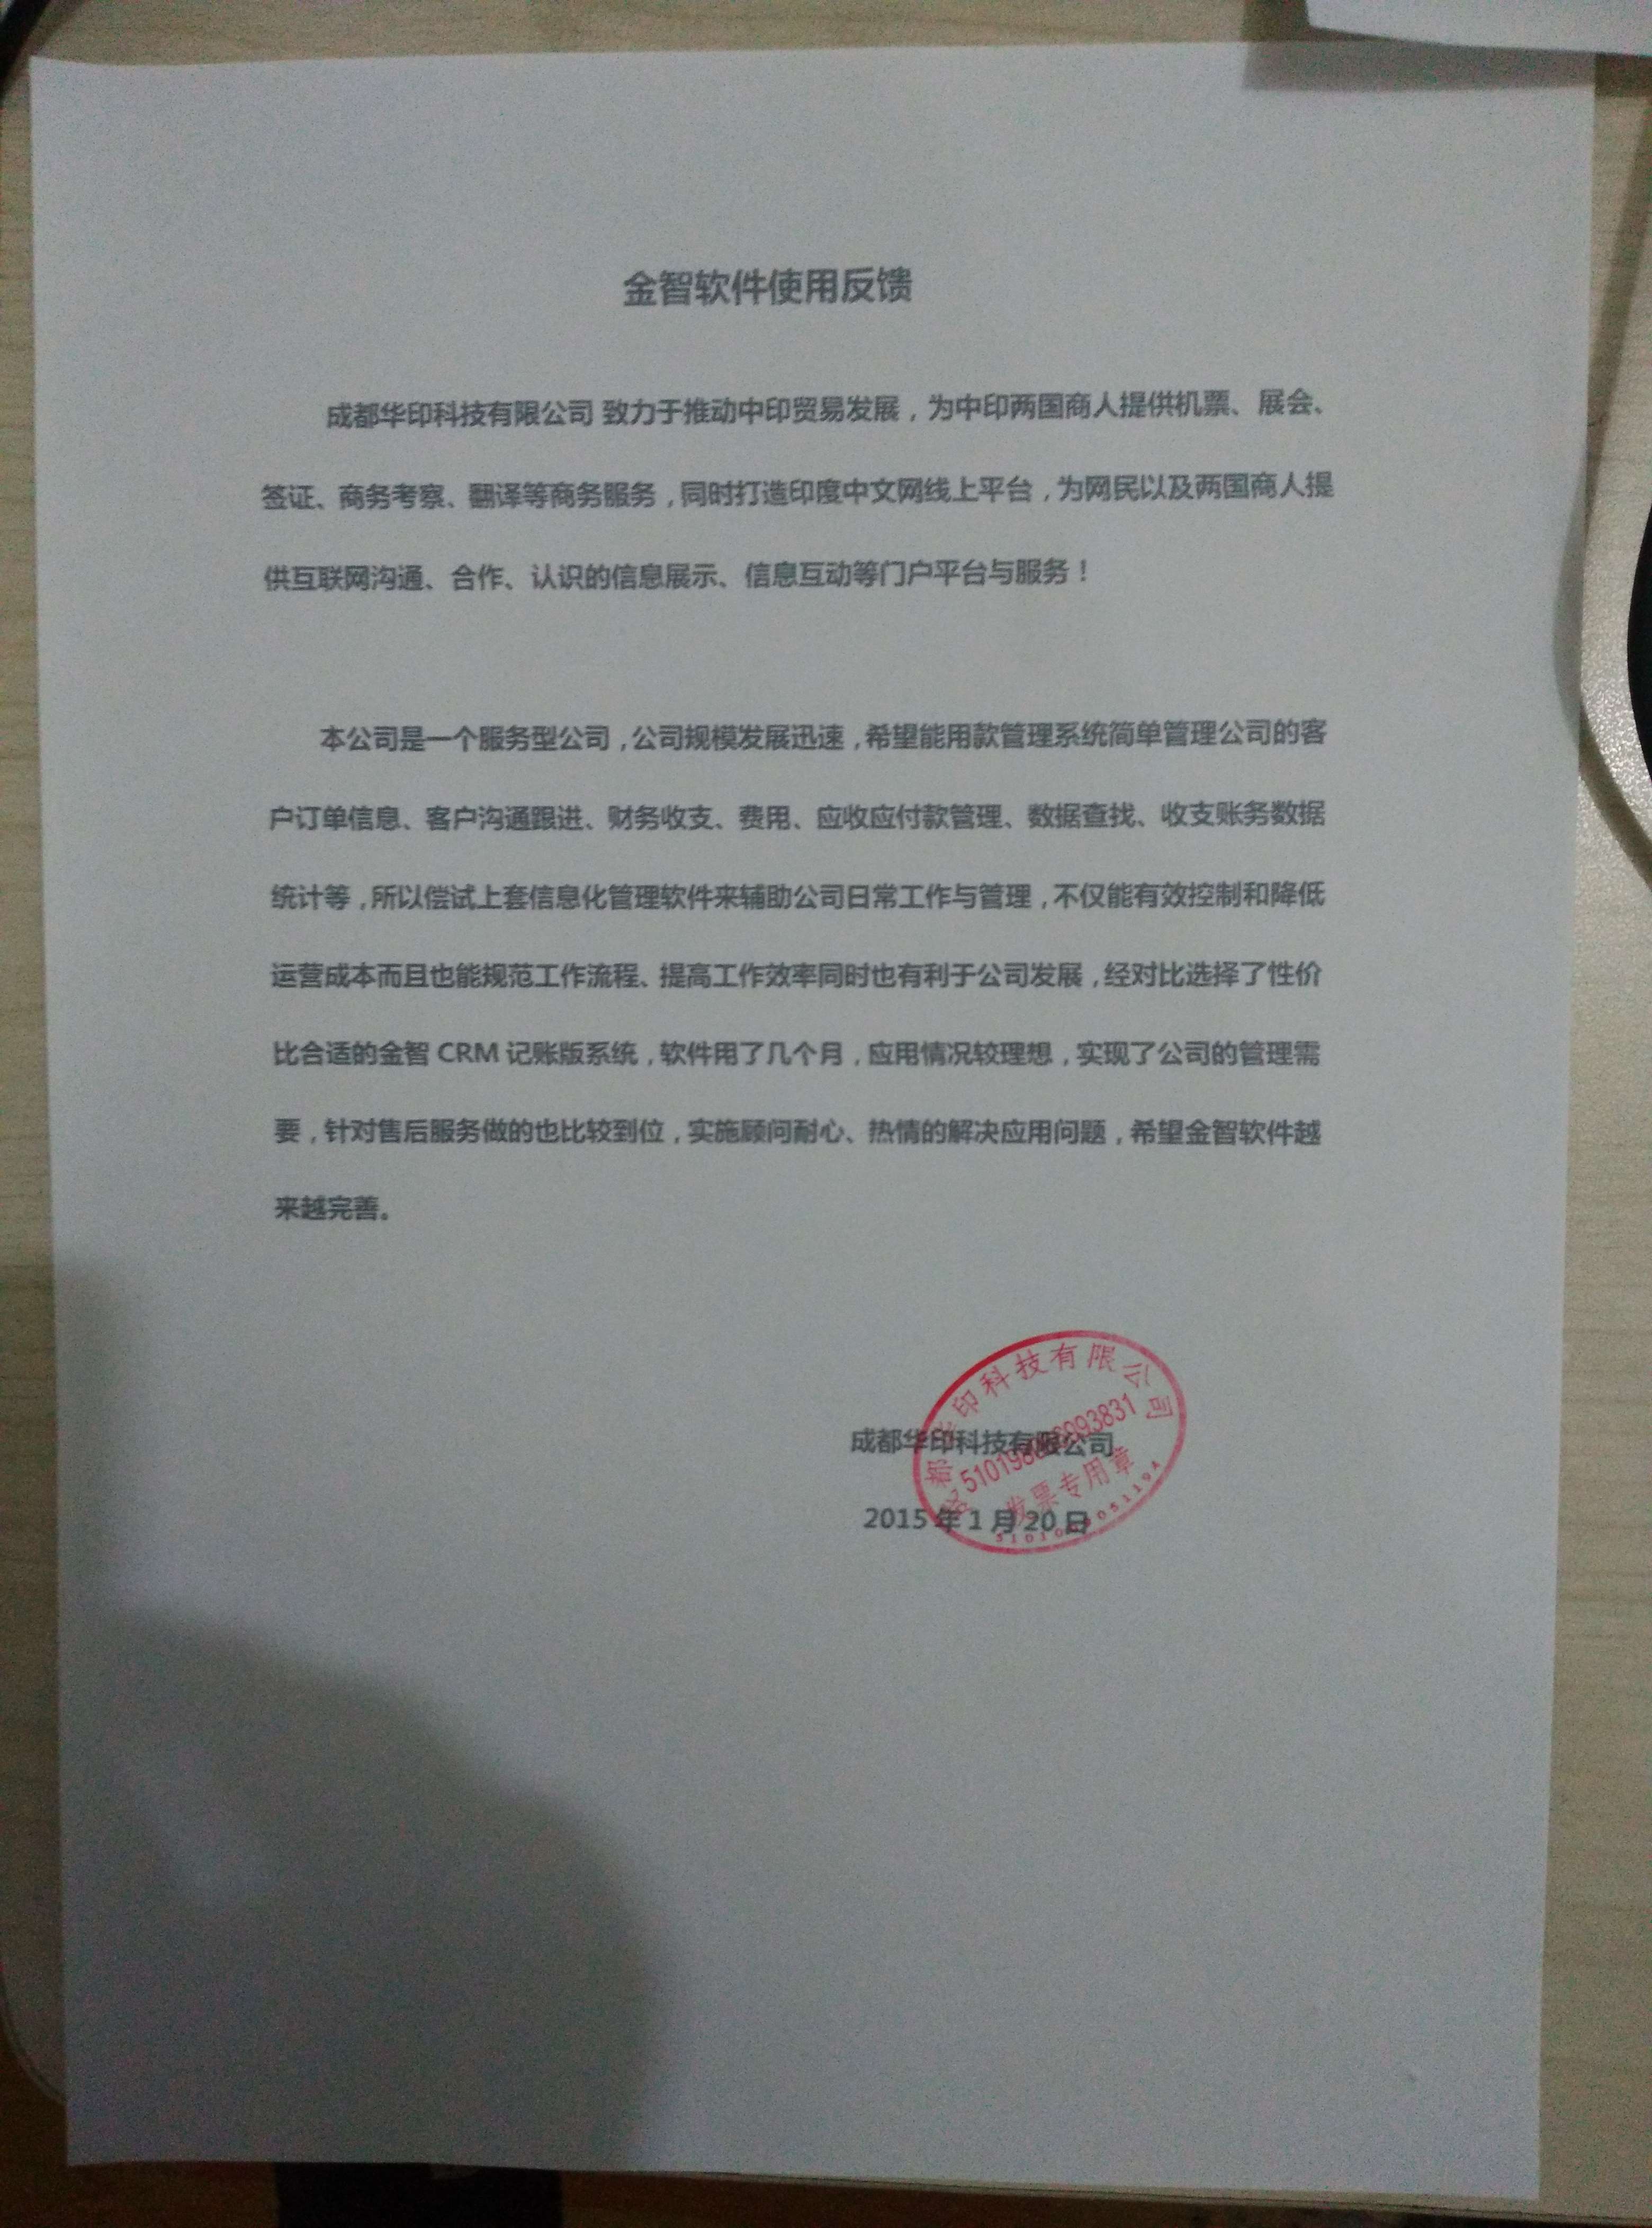 金智软件使用反馈
成都华印科技有限公司 致力于推动中印贸易发展，为中印两国商人提供机票、展会、
签证、商务考察、翻译等商务服务，同时打造印度中文网线上平台，为网民以及两国商人提
供互联网沟通、合作、认识的信息展示、信息互动等门户平台与服务！
本公司是一个服务型公司，公司规模发展迅速，希望能用款管理系统简单管理公司的客
户订单信息、客户沟通跟进、财务收支、费用、应收应付款管理、数据查找、收支账务数据
统计等，所以偿试上套信息化管理软件来辅助公司日常工作与管理，不仅能有效控制和降低
运营成本而且也能规范工作流程、提高工作效率同时也有利于公司发展，经对比选择了性价
比合适的金智 CRM 记账版系统，软件用了几个月，应用情况较理想，实现了公司的管理需
要，针对售后服务做的也比较到位，实施顾问耐心、热情的解决应用问题，希望金智软件越
来越完善。
成都华印科技有限公司
2015 年 1 月 20 日
成都华印科技有限公司
发票专用章